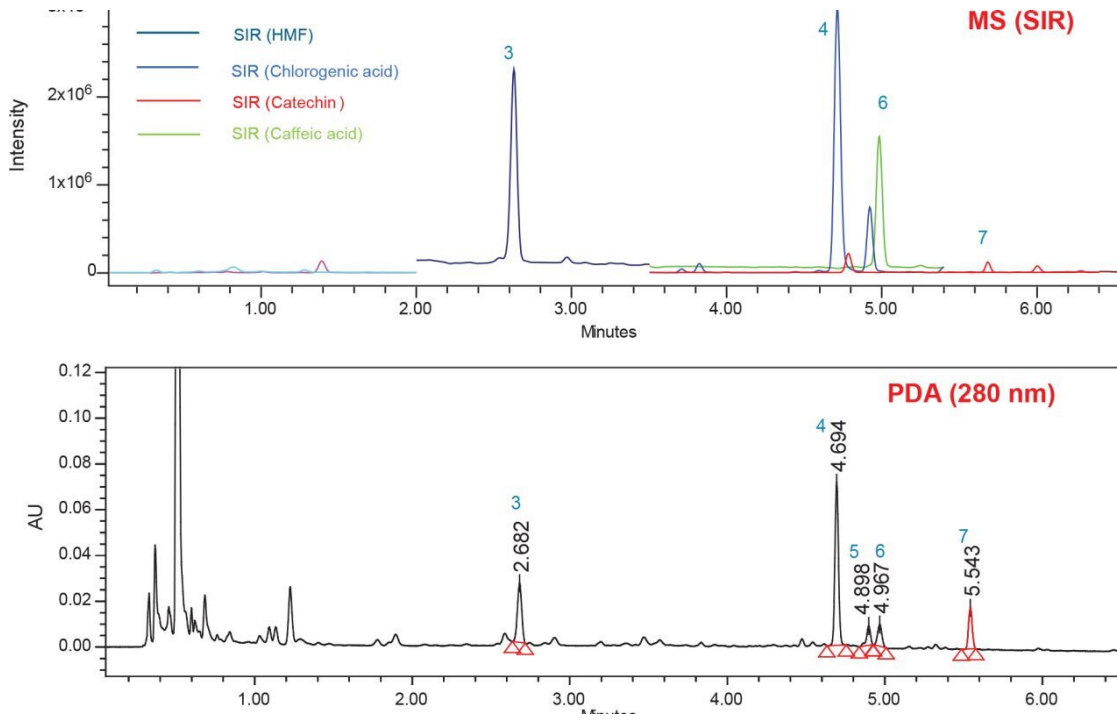 MS (SIR)
SIR (HMF)
SIR (Chlorogenic acid)
SIR (Catechin)
SIR (Caffeic acid)
3
4
6
7
Intensity
2x10⁶
1x10⁶
0
1.00 2.00 3.00 4.00 5.00 6.00
Minutes
PDA (280 nm)
AU
0.12
0.10
0.08
0.06
0.04
0.02
0.00
3
2.682
4
4.694
5
4.898
6
4.967
7
5.543
1.00 2.00 3.00 4.00 5.00 6.00
Minutes